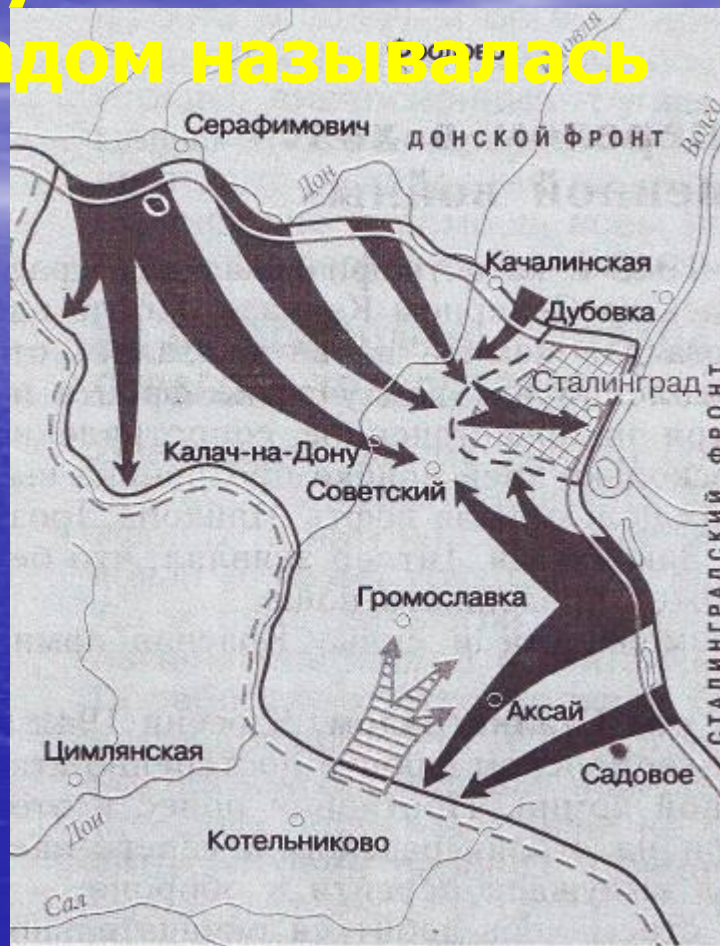 адом называлась
Фролово
Серафимович
ДОНСКОЙ ФРОНТ
Дон
Качалинская
Дубовка
Сталинград
Калач-на-Дону
Советский
СТАЛИНГРАДСКИЙ ФРОНТ
Громославка
Аксай
Цимлянская
Садовое
Дон
Котельниково
Сал